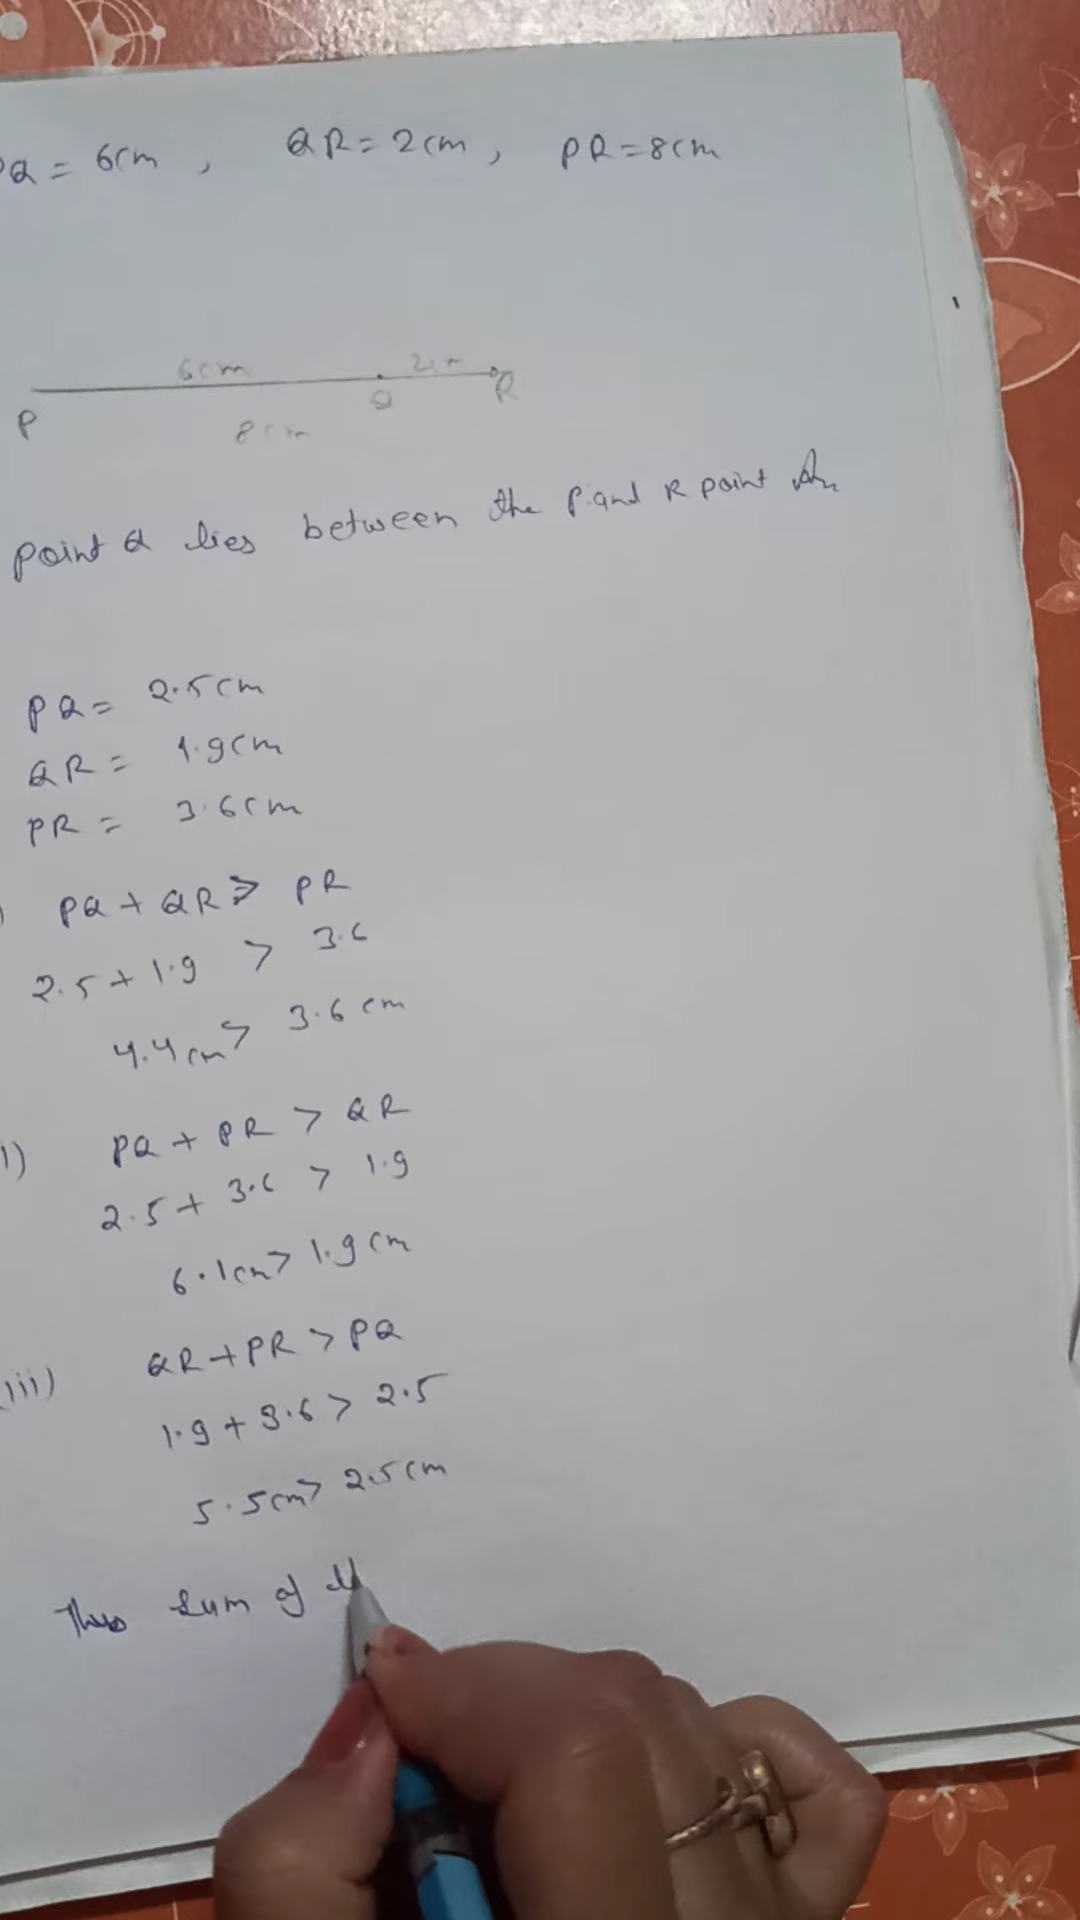 PQ = 6cm , QR = 2cm , PR = 8cm
6cm 2cm
P Q R
8cm
point Q lies between the P and R point
PQ = 2.5cm
QR = 1.9cm
PR = 3.6cm
) PQ + QR > PR
2.5 + 1.9 > 3.6
4.4cm > 3.6cm
i) PQ + PR > QR
2.5 + 3.6 > 1.9
6.1cm > 1.9cm
(iii) QR + PR > PQ
1.9 + 3.6 > 2.5
5.5cm > 2.5cm
Thus sum of